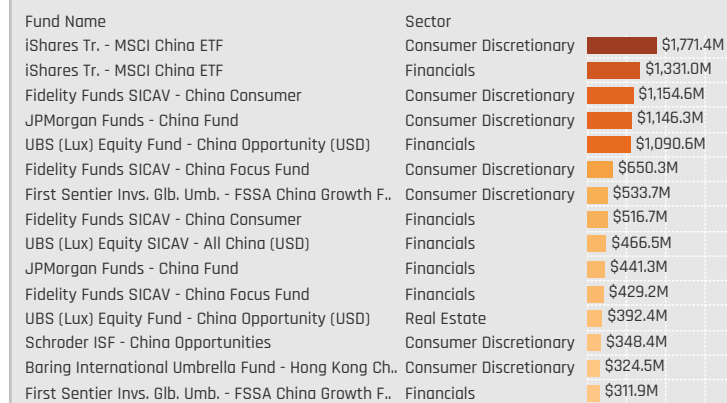 Fund Name Sector
iShares Tr. - MSCI China ETF Consumer Discretionary $1,771.4M
iShares Tr. - MSCI China ETF Financials $1,331.0M
Fidelity Funds SICAV - China Consumer Consumer Discretionary $1,154.6M
JPMorgan Funds - China Fund Consumer Discretionary $1,146.3M
UBS (Lux) Equity Fund - China Opportunity (USD) Financials $1,090.6M
Fidelity Funds SICAV - China Focus Fund Consumer Discretionary $650.3M
First Sentier Invs. Glb. Umb. - FSSA China Growth F.. Consumer Discretionary $533.7M
Fidelity Funds SICAV - China Consumer Financials $516.7M
UBS (Lux) Equity SICAV - All China (USD) Financials $466.5M
JPMorgan Funds - China Fund Financials $441.3M
Fidelity Funds SICAV - China Focus Fund Financials $429.2M
UBS (Lux) Equity Fund - China Opportunity (USD) Real Estate $392.4M
Schroder ISF - China Opportunities Consumer Discretionary $348.4M
Baring International Umbrella Fund - Hong Kong Ch.. Consumer Discretionary $324.5M
First Sentier Invs. Glb. Umb. - FSSA China Growth F.. Financials $311.9M